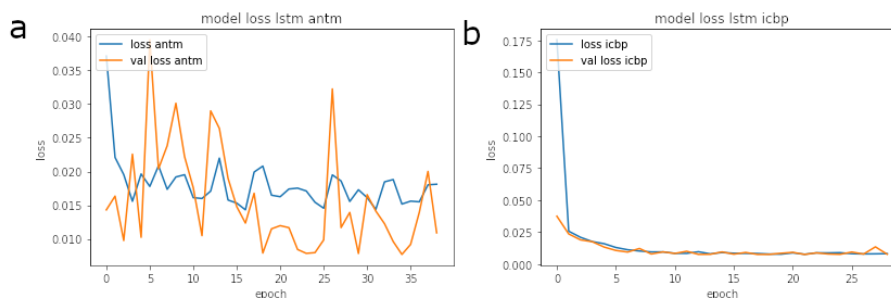 a
model loss lstm antm
loss antm
val loss antm
0.040
0.035
0.030
0.025
0.020
0.015
0.010
loss
0 5 10 15 20 25 30 35
epoch
b
model loss lstm icbp
loss icbp
val loss icbp
0.175
0.150
0.125
0.100
0.075
0.050
0.025
0.000
loss
0 5 10 15 20 25
epoch